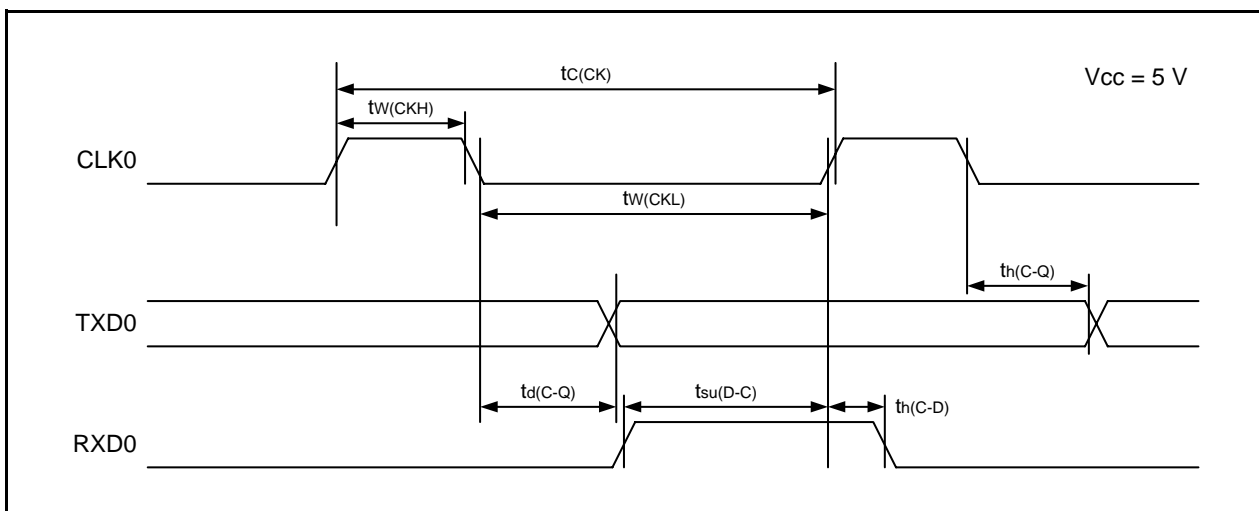 tC(CK)
Vcc = 5 V
tW(CKH)
CLK0
tW(CKL)
th(C-Q)
TXD0
td(C-Q)
tsu(D-C)
th(C-D)
RXD0